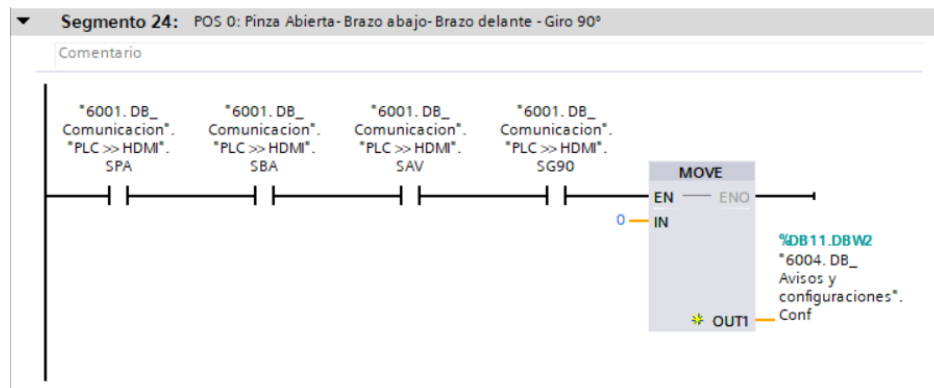 Segmento 24: POS 0: Pinza Abierta- Brazo abajo- Brazo delante - Giro 90º
Comentario
"6001. DB_
Comunicacion".
"PLC >> HDMI".
SPA
"6001. DB_
Comunicacion".
"PLC >> HDMI".
SBA
"6001. DB_
Comunicacion".
"PLC >> HDMI".
SAV
"6001. DB_
Comunicacion".
"PLC >> HDMI".
SG90
MOVE
EN ENO
0 IN
%DB11.DBW2
"6004. DB_
Avisos y
configuraciones".
Conf
OUT1